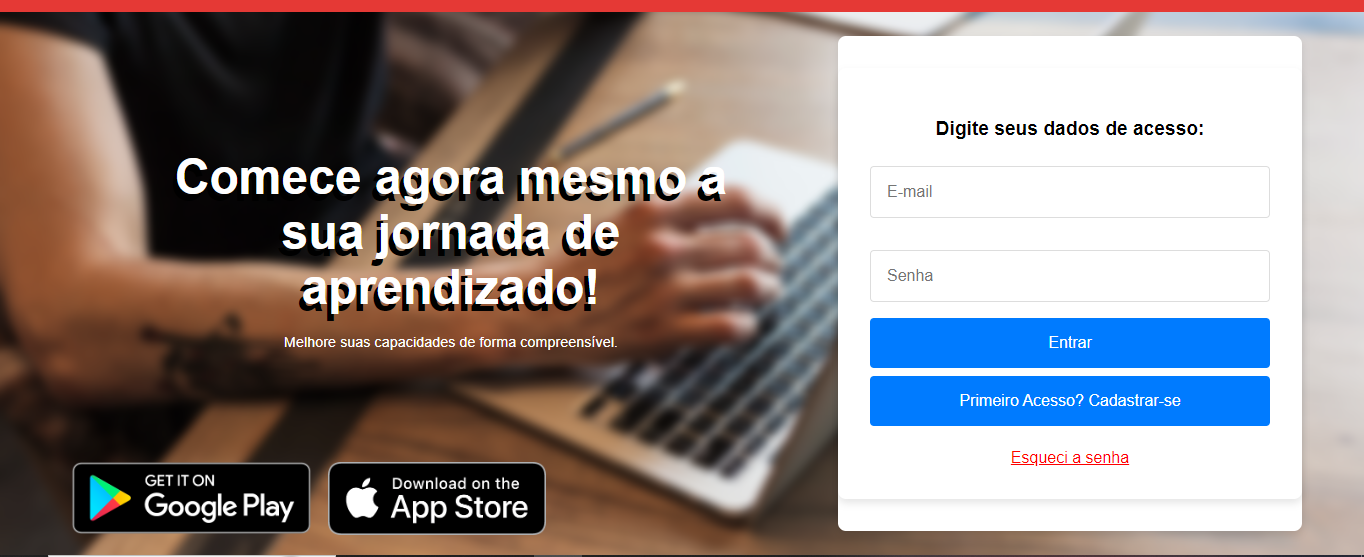 Comece agora mesmo a
sua jornada de
aprendizado!
Melhore suas capacidades de forma compreensível.
GET IT ON
Google Play
Download on the
App Store
Digite seus dados de acesso:
E-mail
Senha
Entrar
Primeiro Acesso? Cadastrar-se
Esqueci a senha